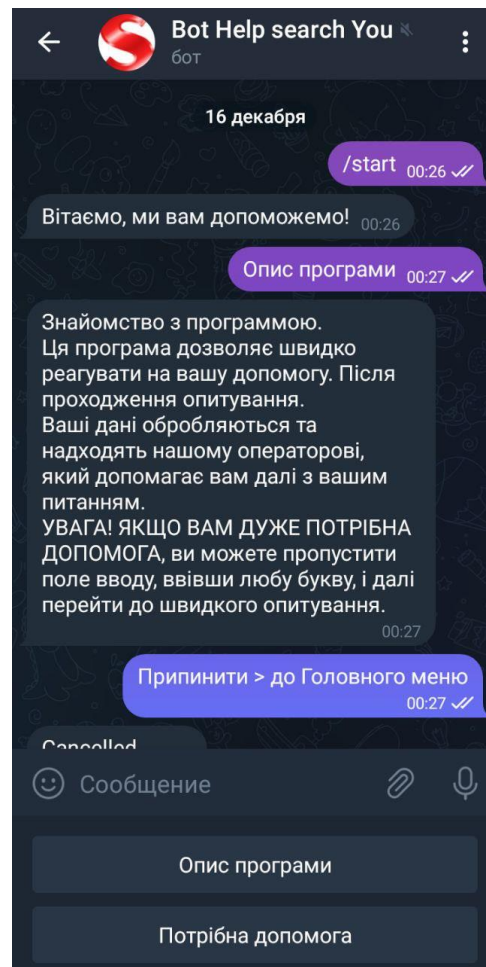 Bot Help search You
бот
16 декабря
/start 00:26
Вітаємо, ми вам допоможемо! 00:26
Опис програми 00:27
Знайомство з программою.
Ця програма дозволяє швидко
реагувати на вашу допомогу. Після
проходження опитування.
Ваші дані обробляються та
надходять нашому операторові,
який допомагає вам далі з вашим
питанням.
УВАГА! ЯКЩО ВАМ ДУЖЕ ПОТРІБНА
ДОПОМОГА, ви можете пропустити
поле вводу, ввівши любу букву, і далі
перейти до швидкого опитування.
00:27
Припинити > до Головного меню
00:27
Cancelled
Сообщение
Опис програми
Потрібна допомога